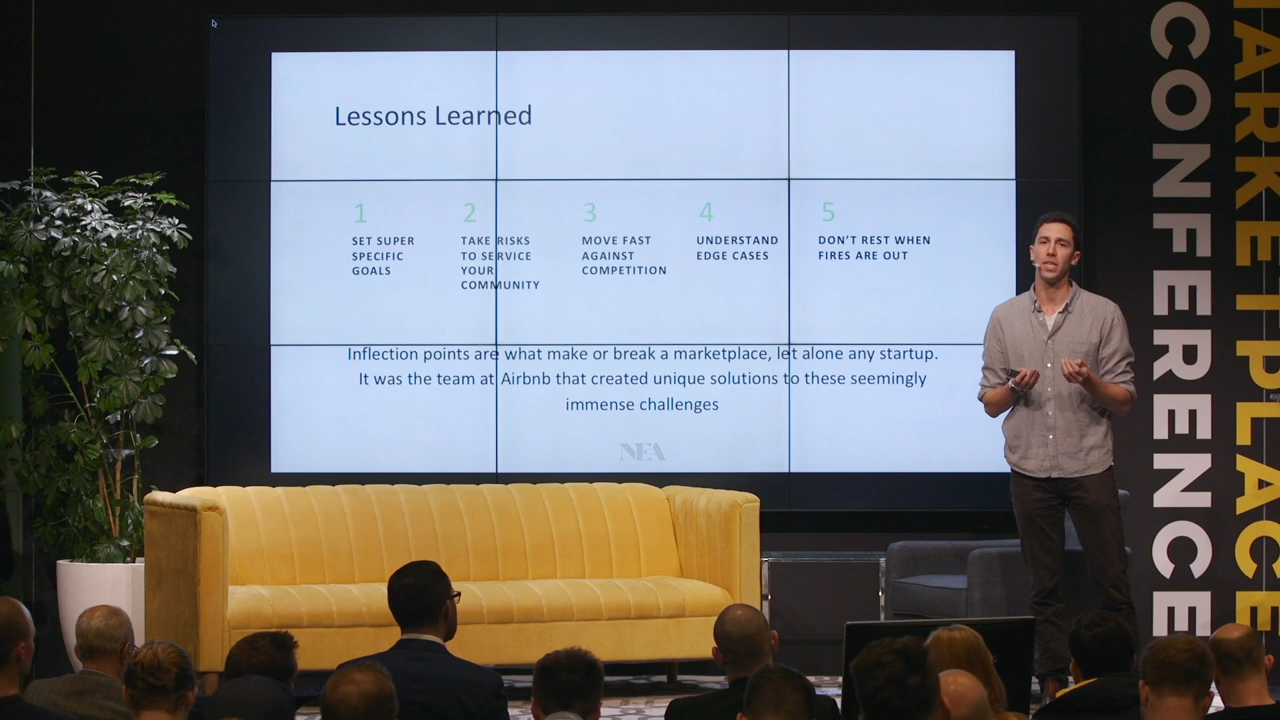 Lessons Learned
1
SET SUPER
SPECIFIC
GOALS
2
TAKE RISKS
TO SERVICE
YOUR
COMMUNITY
3
MOVE FAST
AGAINST
COMPETITION
4
UNDERSTAND
EDGE CASES
5
DON'T REST WHEN
FIRES ARE OUT
Inflection points are what make or break a marketplace, let alone any startup.
It was the team at Airbnb that created unique solutions to these seemingly
immense challenges
NEA
CONFERENCE
MARKETPLACE